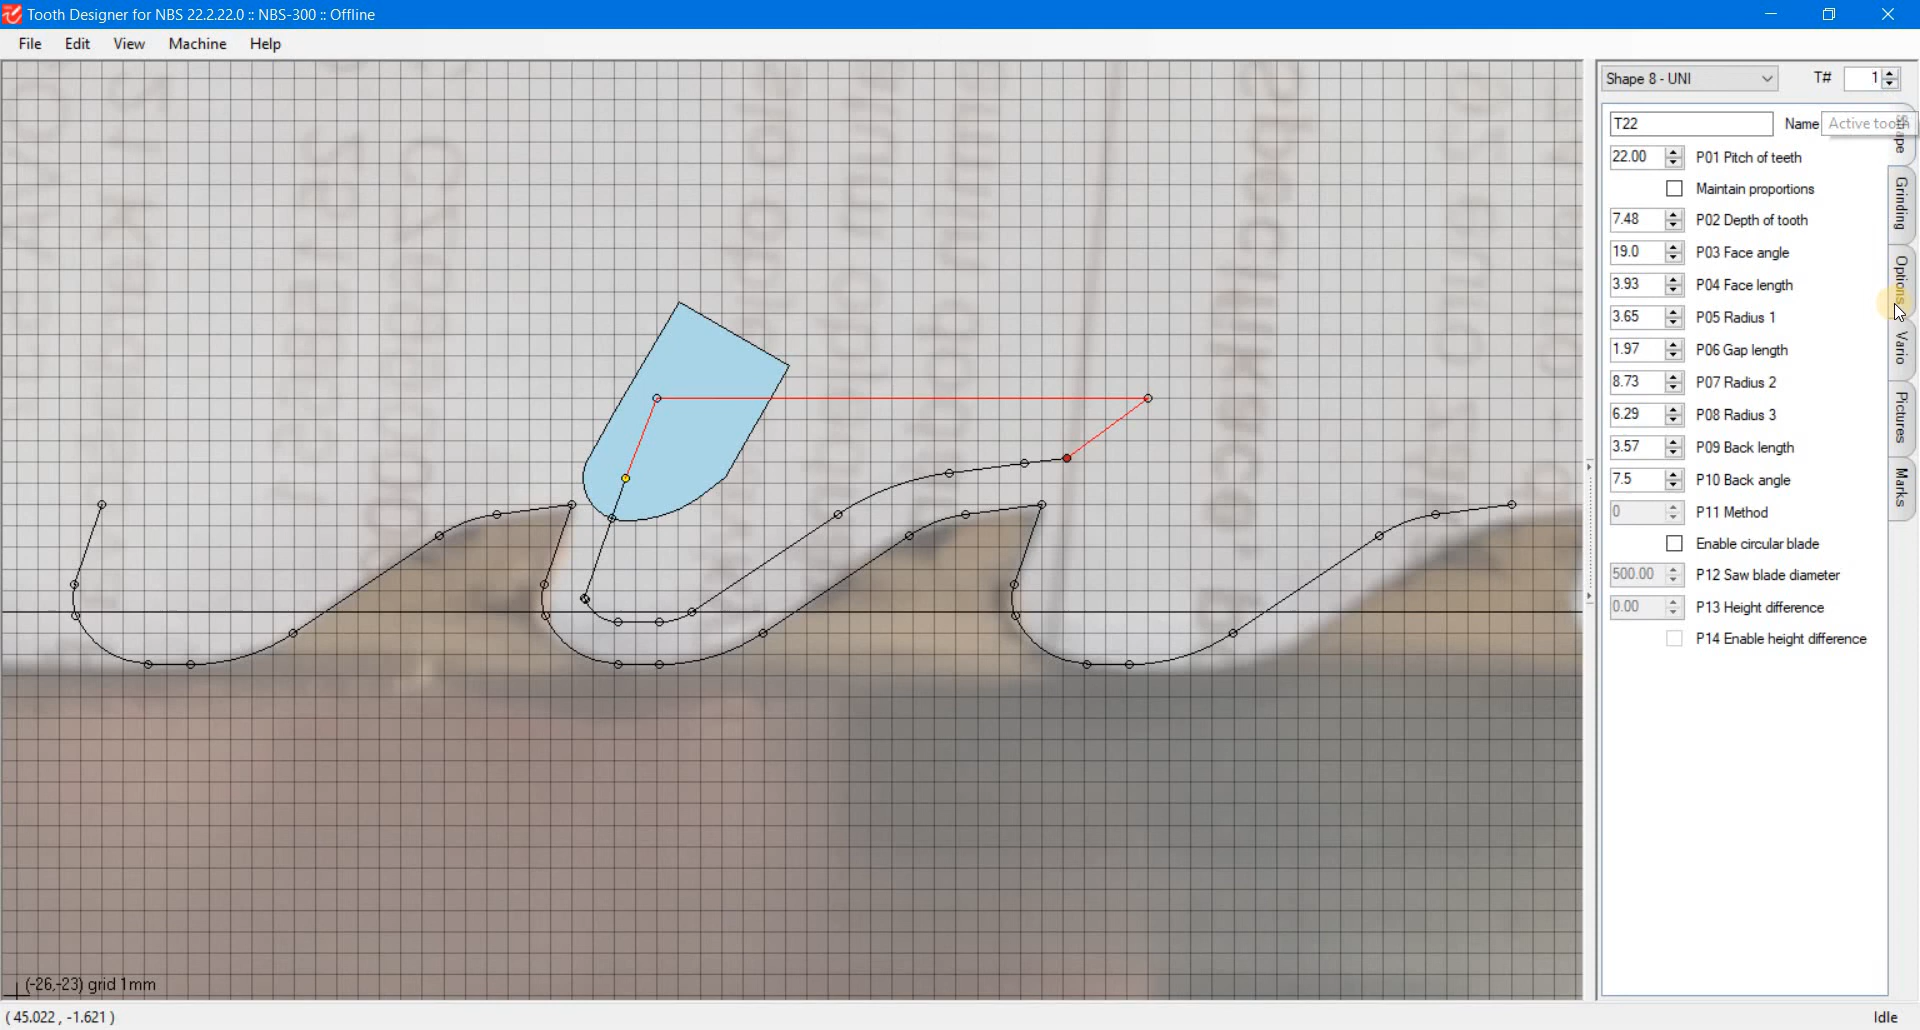 Tooth Designer for NBS 22.2.22.0 :: NBS-300 :: Offline
File Edit View Machine Help
Shape 8 - UNI T# 1
T22 Name Active tooth
Shape
22.00 P01 Pitch of teeth
Maintain proportions
Grinding
7.48 P02 Depth of tooth
19.0 P03 Face angle
Options
3.93 P04 Face length
3.65 P05 Radius 1
Vario
1.97 P06 Gap length
8.73 P07 Radius 2
Pictures
6.29 P08 Radius 3
3.57 P09 Back length
7.5 P10 Back angle
Marks
0 P11 Method
Enable circular blade
500.00 P12 Saw blade diameter
0.00 P13 Height difference
P14 Enable height difference
(-26,-23) grid 1mm
( 45.022 , -1.621 ) Idle